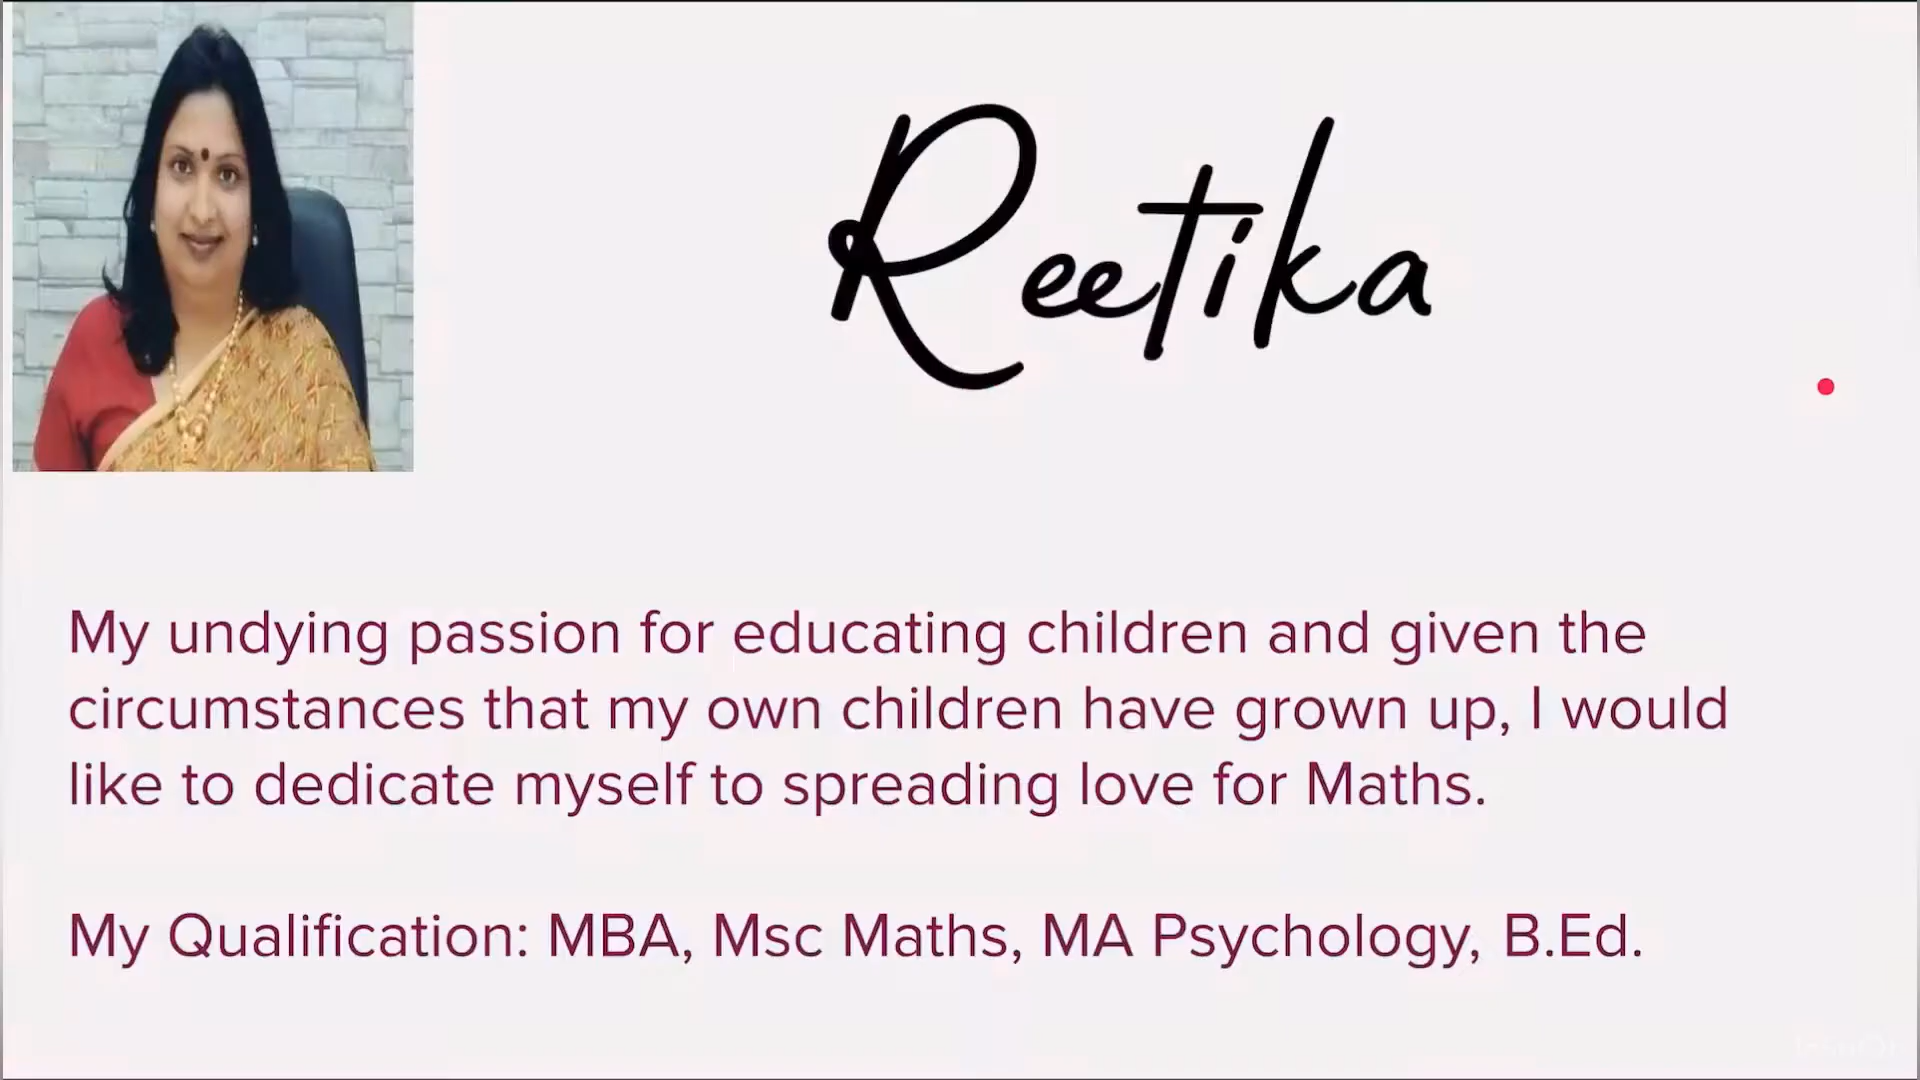 Reetika
My undying passion for educating children and given the
circumstances that my own children have grown up, I would
like to dedicate myself to spreading love for Maths.
My Qualification: MBA, Msc Maths, MA Psychology, B.Ed.